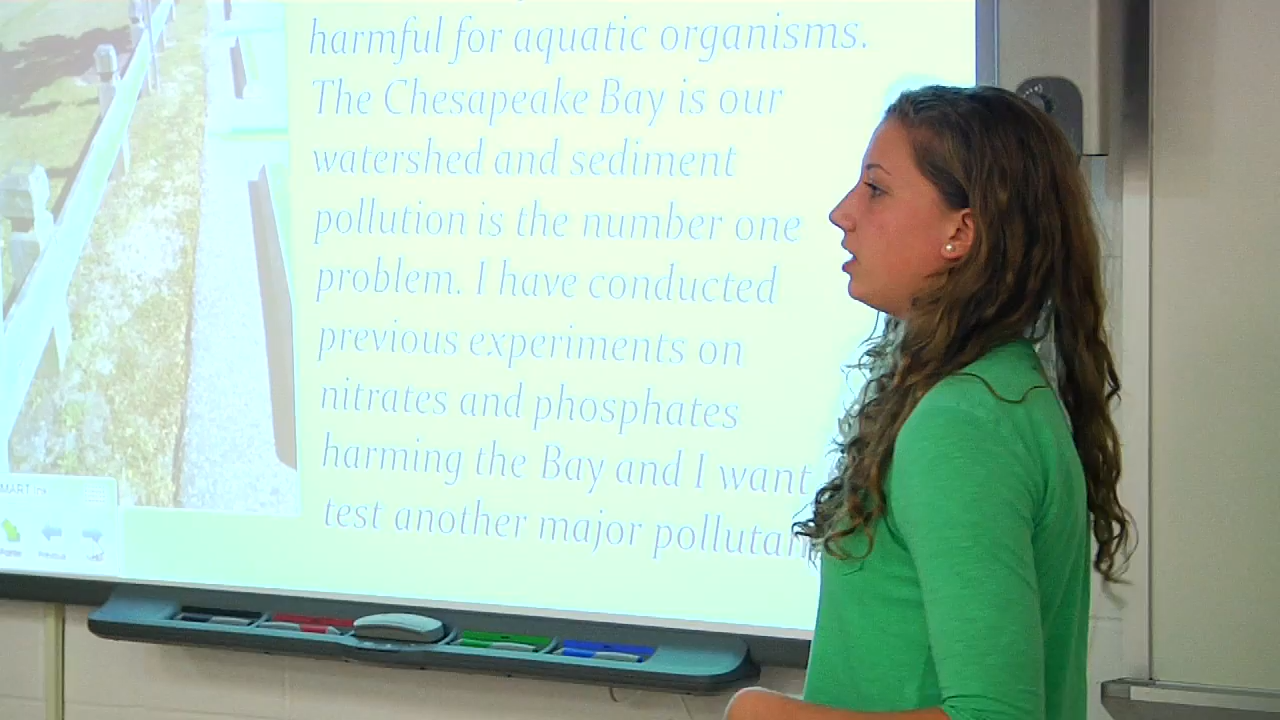 harmful for aquatic organisms.
The Chesapeake Bay is our
watershed and sediment
pollution is the number one
problem. I have conducted
previous experiments on
nitrates and phosphates
harming the Bay and I want
test another major pollutan
Previous